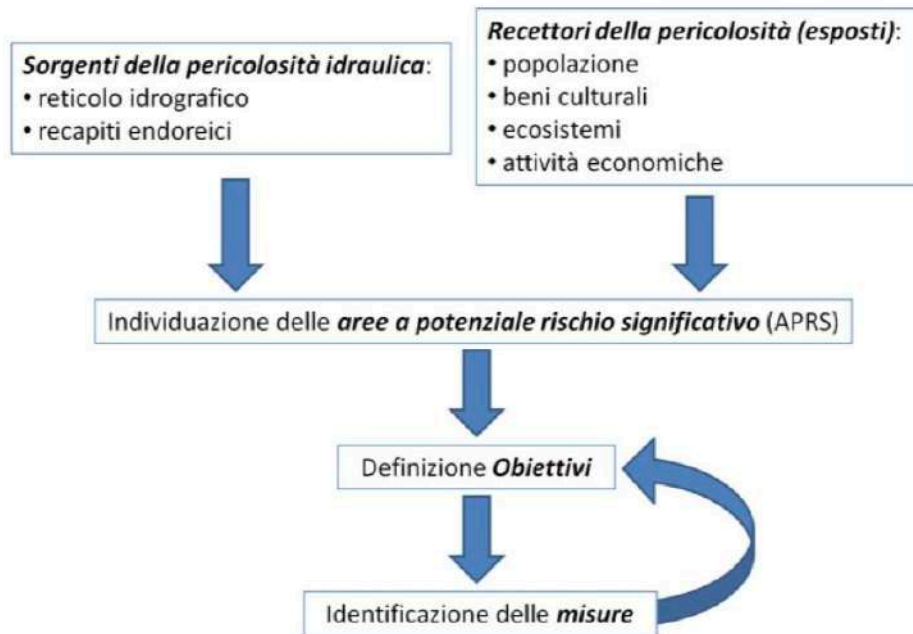 Sorgenti della pericolosità idraulica:
• reticolo idrografico
• recapiti endoreici
Recettori della pericolosità (esposti):
• popolazione
• beni culturali
• ecosistemi
• attività economiche
Individuazione delle aree a potenziale rischio significativo (APRS)
Definizione Obiettivi
Identificazione delle misure